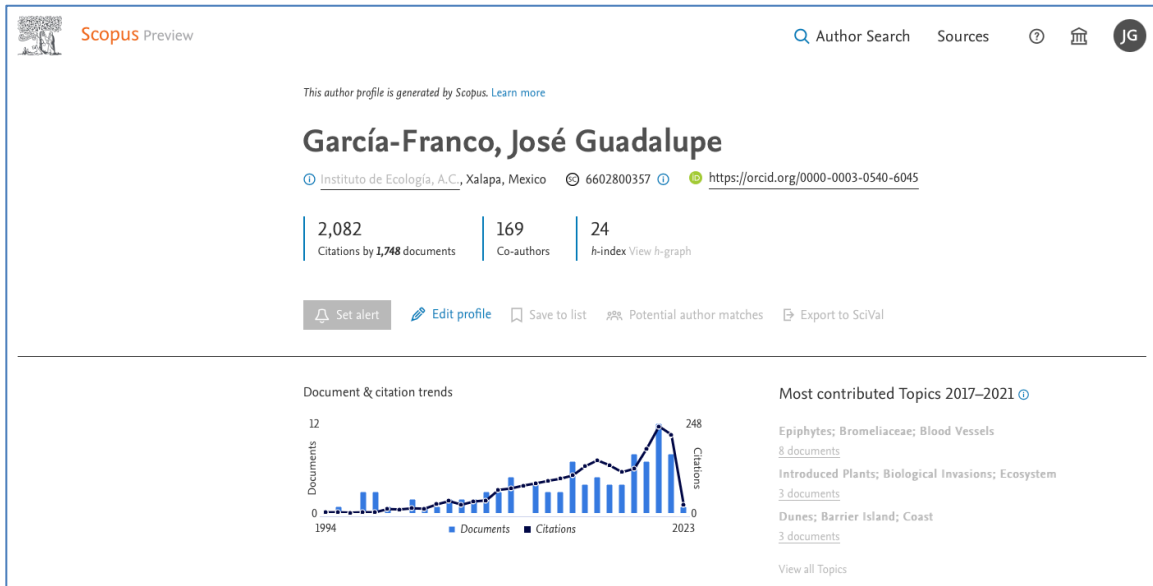 Scopus Preview
Author Search Sources JG
This author profile is generated by Scopus. Learn more
García-Franco, José Guadalupe
Instituto de Ecología, A.C., Xalapa, Mexico SC 6602800357 iD https://orcid.org/0000-0003-0540-6045
2,082 169 24
Citations by 1,748 documents Co-authors h-index View h-graph
Set alert Edit profile Save to list Potential author matches Export to SciVal
Document & citation trends
12 248
Documents Citations
0 0
1994 2023
Documents Citations
Most contributed Topics 2017–2021
Epiphytes; Bromeliaceae; Blood Vessels
8 documents
Introduced Plants; Biological Invasions; Ecosystem
3 documents
Dunes; Barrier Island; Coast
3 documents
View all Topics